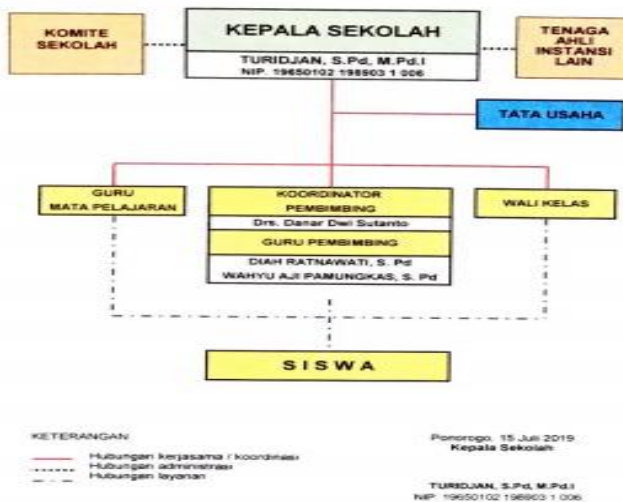 KOMITE
SEKOLAH
KEPALA SEKOLAH
TURIDJAN, S.Pd, M.Pd.I
NIP. 19650102 198903 1 006
TENAGA
AHLI
INSTANSI
LAIN
TATA USAHA
GURU
MATA PELAJARAN
KOORDINATOR
PEMBIMBING
Drs. Danar Dwi Sutanto
GURU PEMBIMBING
DIAH RATNAWATI, S. Pd
WAHYU AJI PAMUNGKAS, S. Pd
WALI KELAS
SISWA
KETERANGAN
Hubungan kerjasama / koordinasi
Hubungan administrasi
Hubungan layanan
Ponorogo, 15 Juli 2019
Kepala Sekolah
TURIDJAN, S.Pd, M.Pd.I
NIP. 19650102 198903 1 006